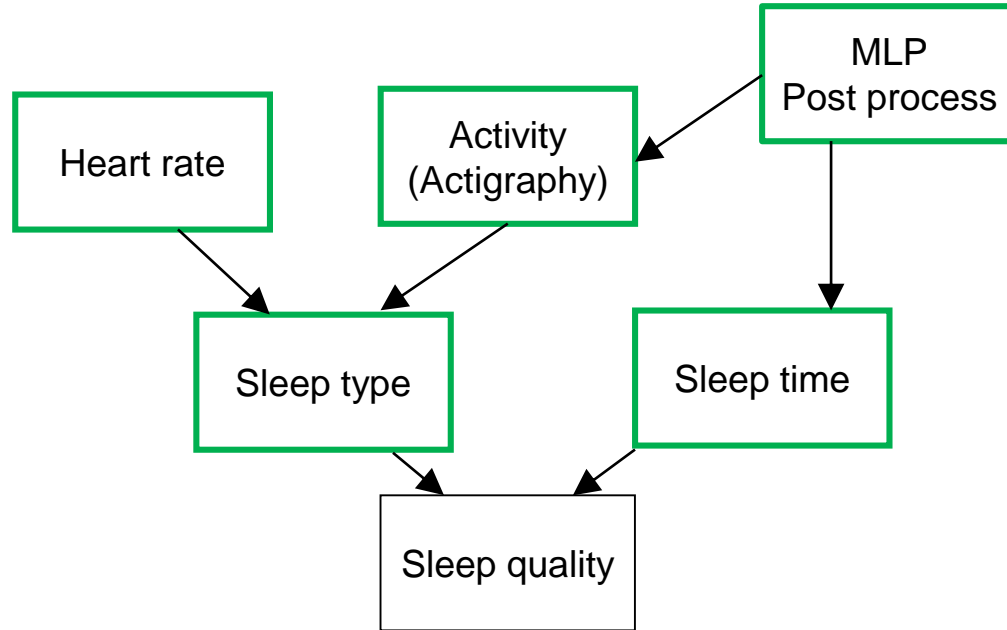 MLP
Post process
Heart rate
Activity
(Actigraphy)
Sleep type
Sleep time
Sleep quality